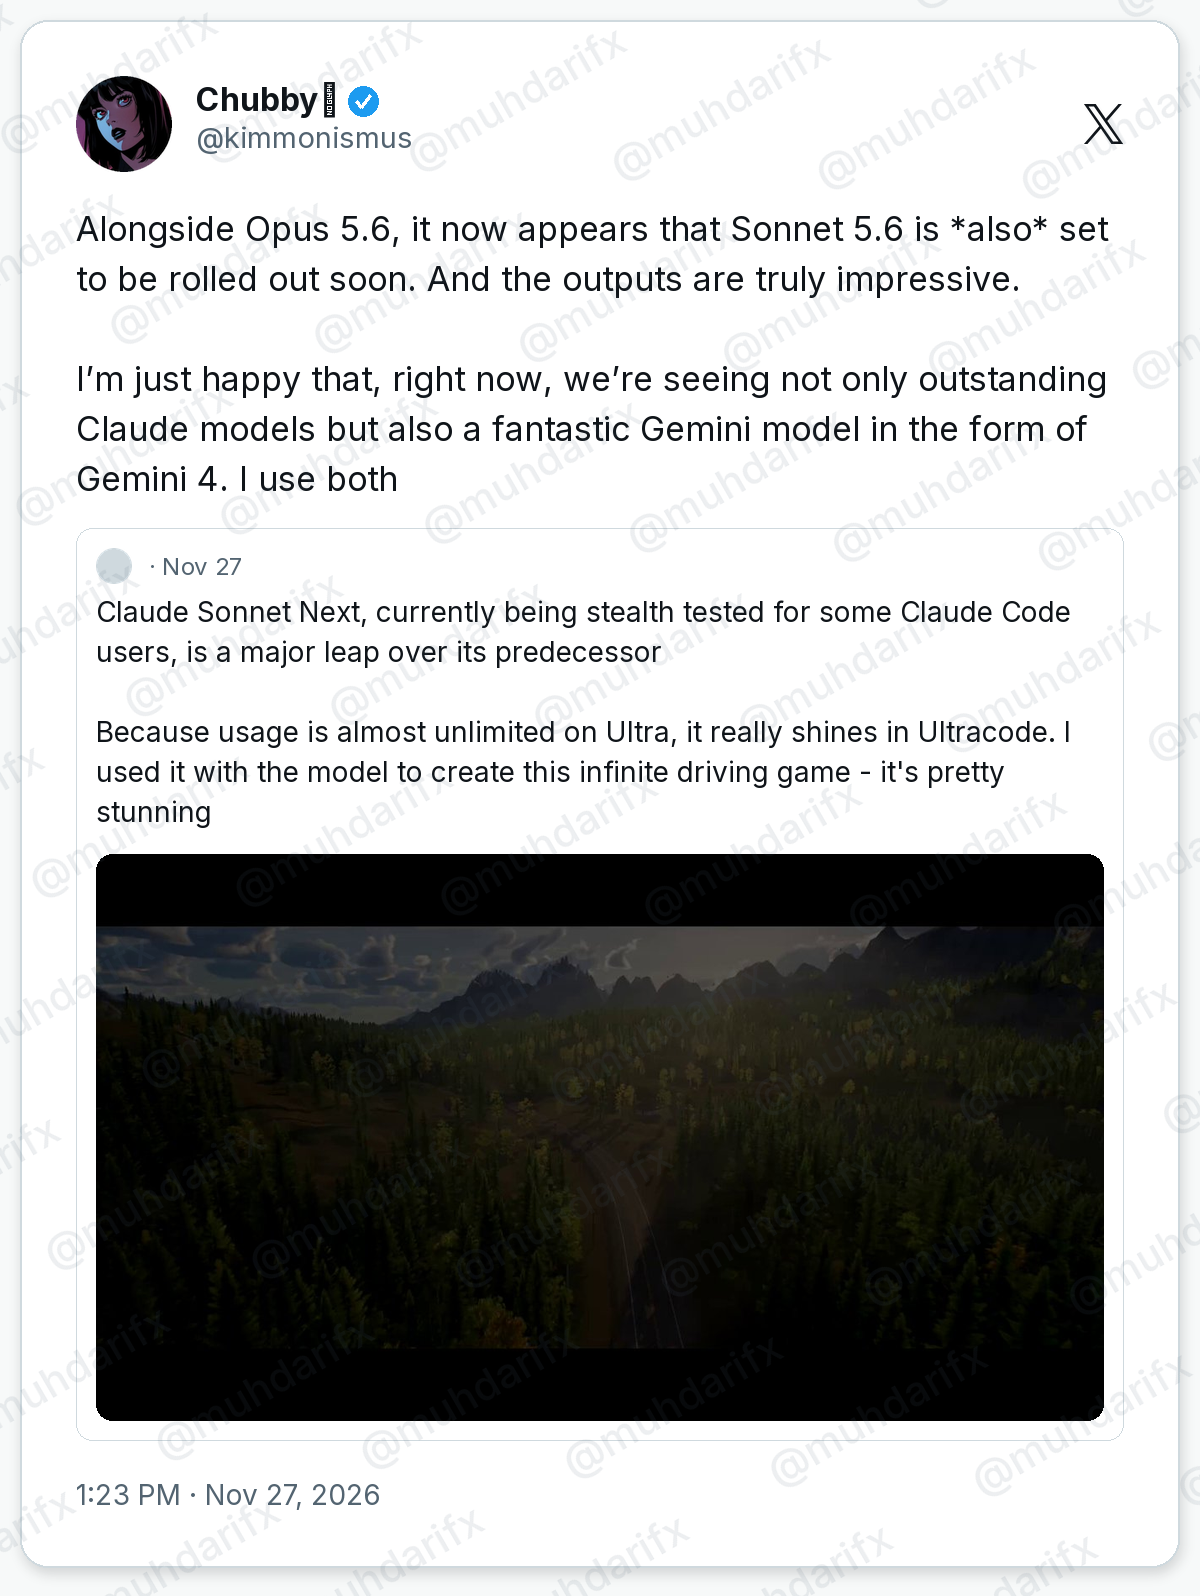 Chubby
@kimmonismus
Alongside Opus 5.6, it now appears that Sonnet 5.6 is *also* set
to be rolled out soon. And the outputs are truly impressive.
I’m just happy that, right now, we’re seeing not only outstanding
Claude models but also a fantastic Gemini model in the form of
Gemini 4. I use both
· Nov 27
Claude Sonnet Next, currently being stealth tested for some Claude Code
users, is a major leap over its predecessor
Because usage is almost unlimited on Ultra, it really shines in Ultracode. I
used it with the model to create this infinite driving game - it's pretty
stunning
1:23 PM · Nov 27, 2026
@muhdarifx